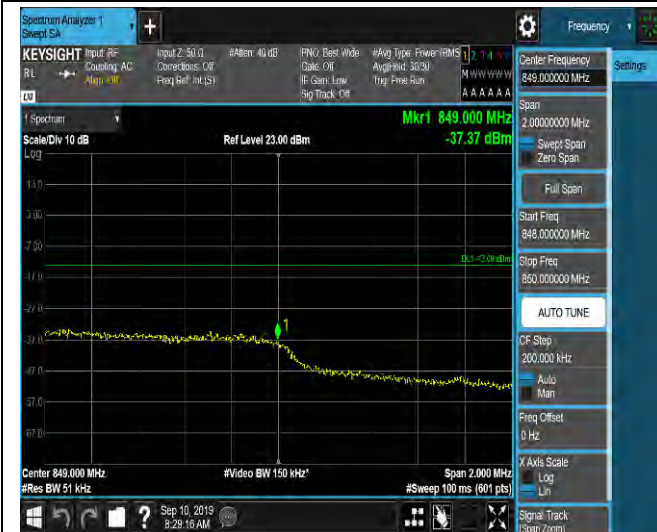 Spectrum Analyzer 1
Swept SA
Frequency
KEYSIGHT
RL
Input: RF
Coupling: AC
Align: Off
Input Z: 50 Ω
Corrections: Off
Freq Ref: Int (S)
#Atten: 40 dB
PNO: Best Wide
Gate: Off
IF Gain: Low
Sig Track: Off
#Avg Type: Power (RMS
Avg|Hold: 30/30
Trig: Free Run
M W W W W W
A A A A A A
1 Spectrum
Scale/Div 10 dB
Log
Ref Level 23.00 dBm
Mkr1 849.000 MHz
-37.37 dBm
13.0
3.00
-7.00
-17.0
-27.0
-37.0
-47.0
-57.0
-67.0
DL1 -13.00 dBm
1
Center 849.000 MHz
#Res BW 51 kHz
#Video BW 150 kHz*
Span 2.000 MHz
#Sweep 100 ms (601 pts)
Sep 10, 2019
8:29:16 AM
Center Frequency
849.000000 MHz
Settings
Span
2.00000000 MHz
Swept Span
Zero Span
Full Span
Start Freq
848.000000 MHz
Stop Freq
850.000000 MHz
AUTO TUNE
CF Step
200.000 kHz
Auto
Man
Freq Offset
0 Hz
X Axis Scale
Log
Lin
Signal Track
(Span Zoom)